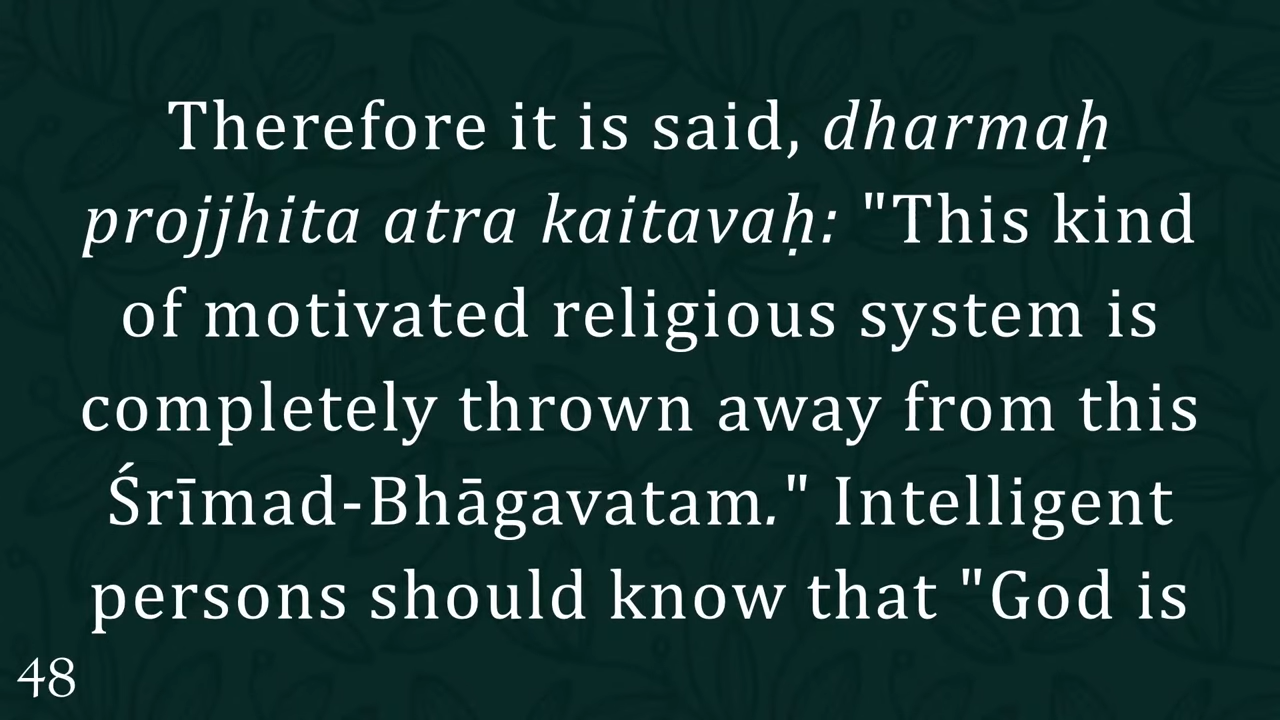 Therefore it is said, dharmaḥ
projjhita atra kaitavaḥ: "This kind
of motivated religious system is
completely thrown away from this
Śrīmad-Bhāgavatam." Intelligent
persons should know that "God is
48